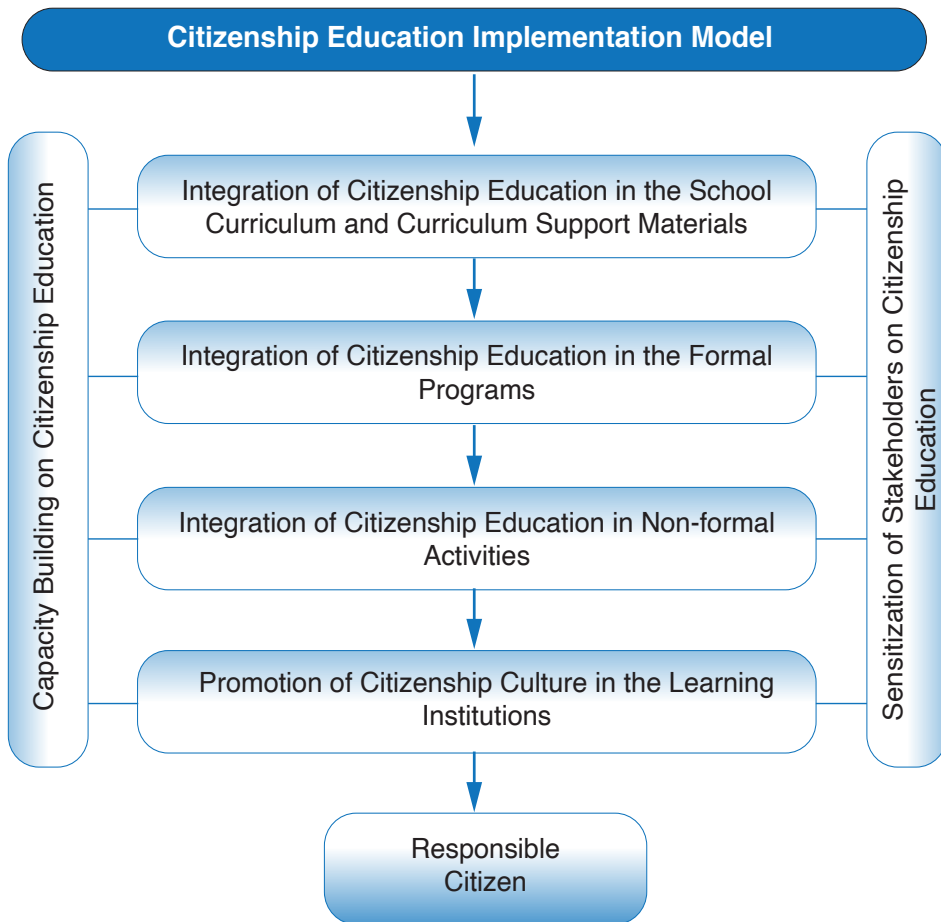 Citizenship Education Implementation Model
Capacity Building on Citizenship Education
Integration of Citizenship Education in the School
Curriculum and Curriculum Support Materials
Integration of Citizenship Education in the Formal
Programs
Integration of Citizenship Education in Non-formal
Activities
Promotion of Citizenship Culture in the Learning
Institutions
Sensitization of Stakeholders on Citizenship
Education
Responsible
Citizen